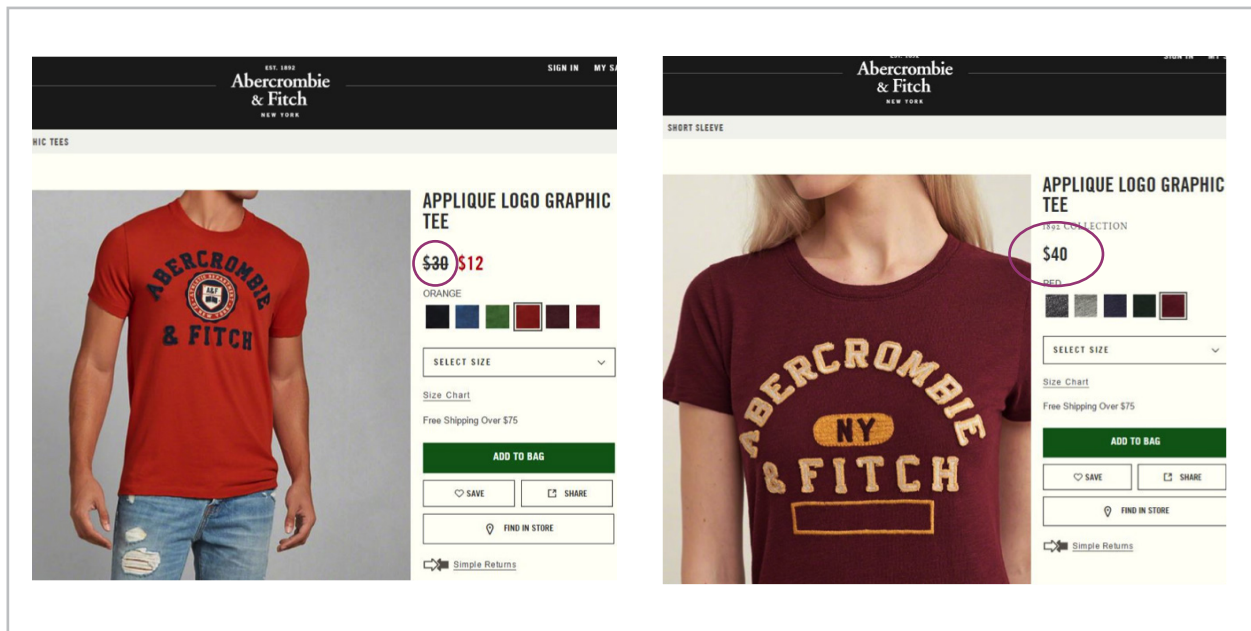 EST. 1892
Abercrombie
& Fitch
NEW YORK
SIGN IN MY SA
HIC TEES
ABERCROMBIE
A&F
& FITCH
APPLIQUE LOGO GRAPHIC
TEE
$30 $12
ORANGE
SELECT SIZE
Size Chart
Free Shipping Over $75
ADD TO BAG
SAVE
SHARE
FIND IN STORE
Simple Returns
Abercrombie
& Fitch
NEW YORK
SHORT SLEEVE
ABERCROMBIE
NY
& FITCH
APPLIQUE LOGO GRAPHIC
TEE
1892 COLLECTION
$40
RED
SELECT SIZE
Size Chart
Free Shipping Over $75
ADD TO BAG
SAVE
SHARE
FIND IN STORE
Simple Returns